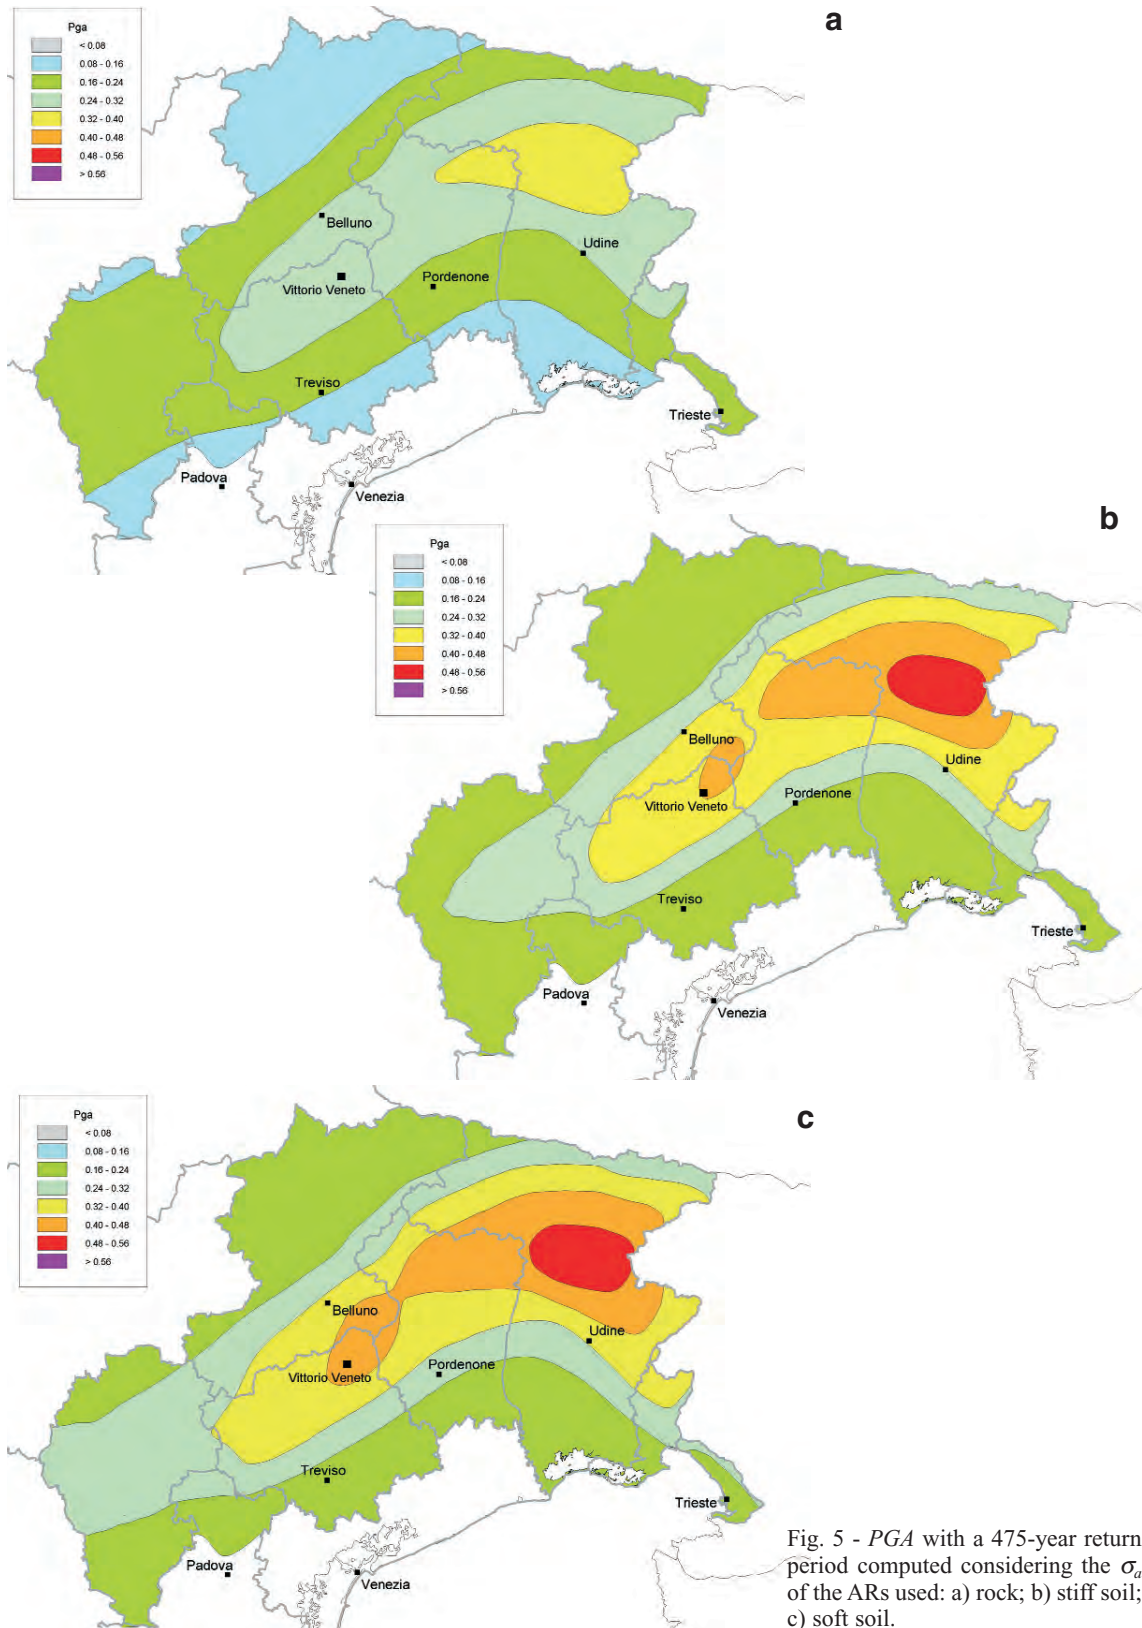 a
Pga
< 0.08
0.08 - 0.16
0.16 - 0.24
0.24 - 0.32
0.32 - 0.40
0.40 - 0.48
0.48 - 0.56
> 0.56
Belluno
Udine
Vittorio Veneto
Pordenone
Treviso
Trieste
Padova
Venezia
b
Pga
< 0.08
0.08 - 0.16
0.16 - 0.24
0.24 - 0.32
0.32 - 0.40
0.40 - 0.48
0.48 - 0.56
> 0.56
Belluno
Udine
Vittorio Veneto
Pordenone
Treviso
Trieste
Padova
Venezia
c
Pga
< 0.08
0.08 - 0.16
0.16 - 0.24
0.24 - 0.32
0.32 - 0.40
0.40 - 0.48
0.48 - 0.56
> 0.56
Belluno
Udine
Vittorio Veneto
Pordenone
Treviso
Trieste
Padova
Venezia
Fig. 5 - PGA with a 475-year return
period computed considering the σa
of the ARs used: a) rock; b) stiff soil;
c) soft soil.